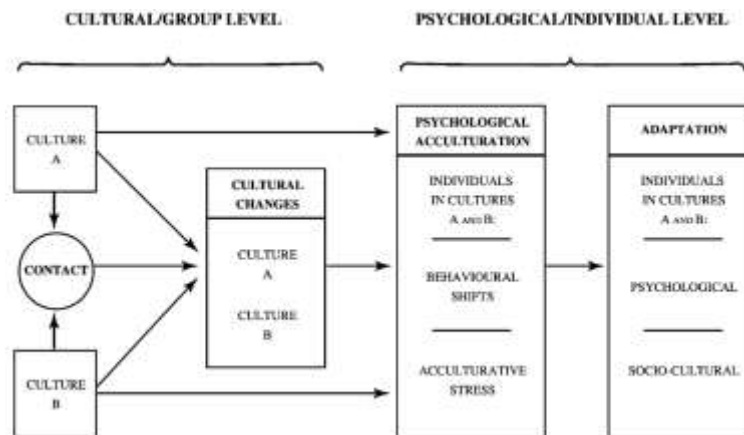 CULTURAL/GROUP LEVEL
PSYCHOLOGICAL/INDIVIDUAL LEVEL
CULTURE
A
CONTACT
CULTURE
B
CULTURAL
CHANGES
CULTURE
A
CULTURE
B
PSYCHOLOGICAL
ACCULTURATION
INDIVIDUALS
IN CULTURES
A AND B:
BEHAVIOURAL
SHIFTS
ACCULTURATIVE
STRESS
ADAPTATION
INDIVIDUALS
IN CULTURES
A AND B:
PSYCHOLOGICAL
SOCIO-CULTURAL